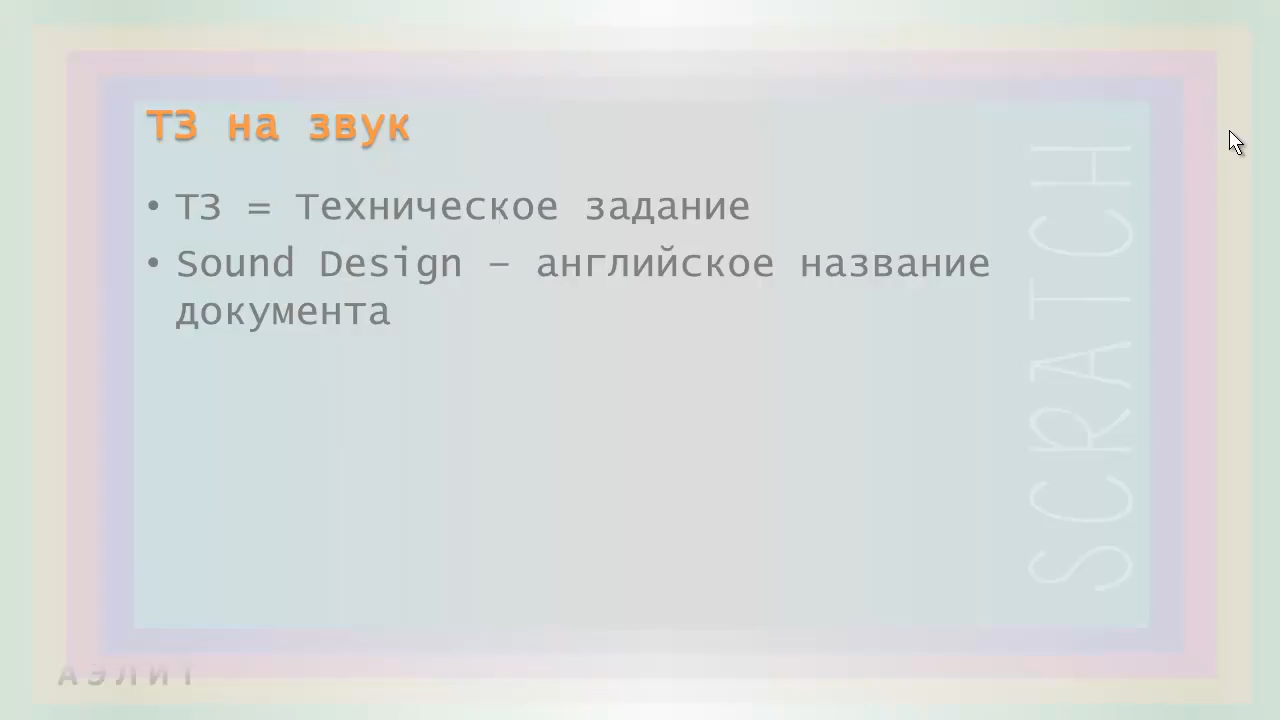 ТЗ на звук
• ТЗ = Техническое задание
• Sound Design – английское название
документа
SCRATCH
АЭЛИТ